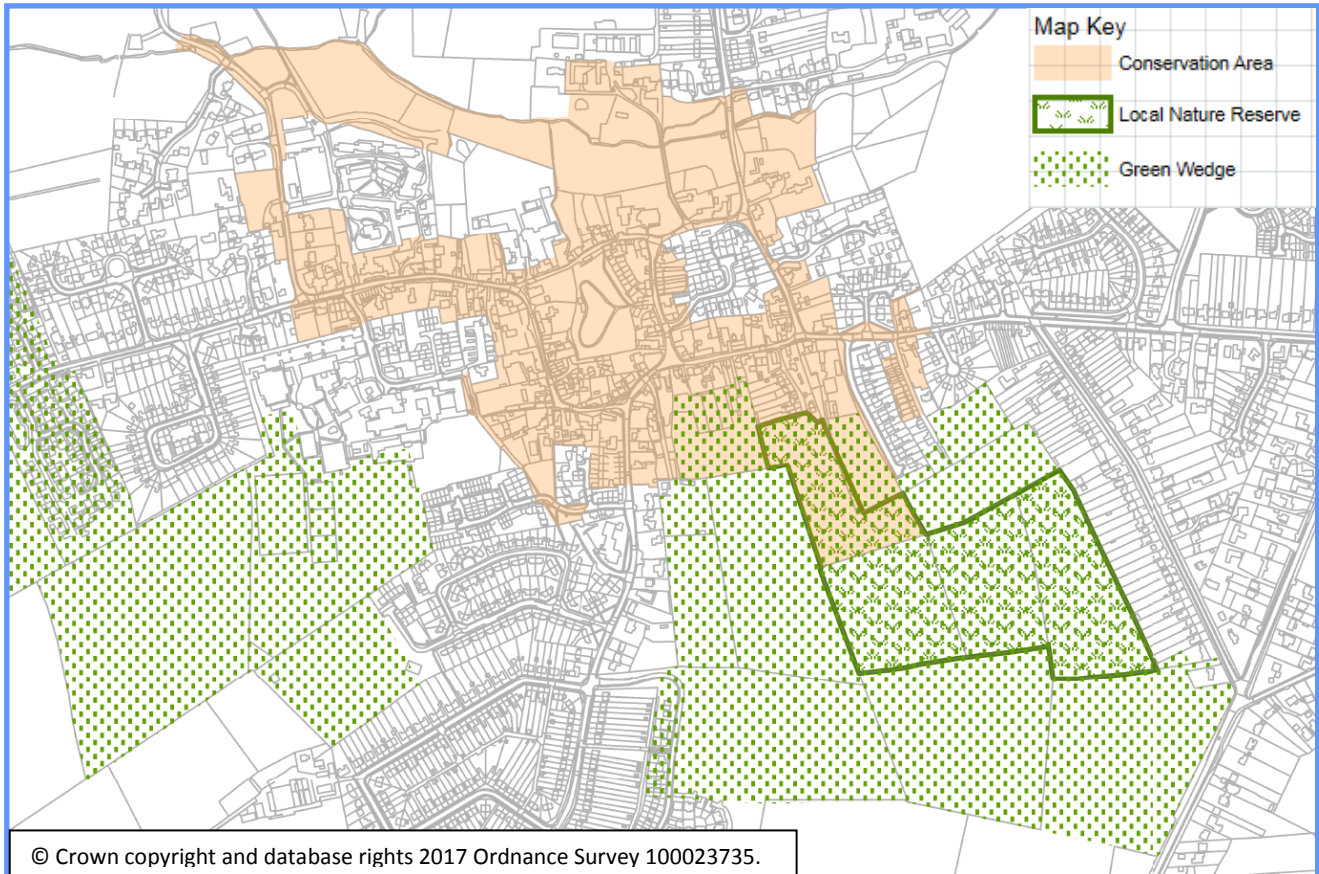 Map Key
Conservation Area
Local Nature Reserve
Green Wedge
© Crown copyright and database rights 2017 Ordnance Survey 100023735.